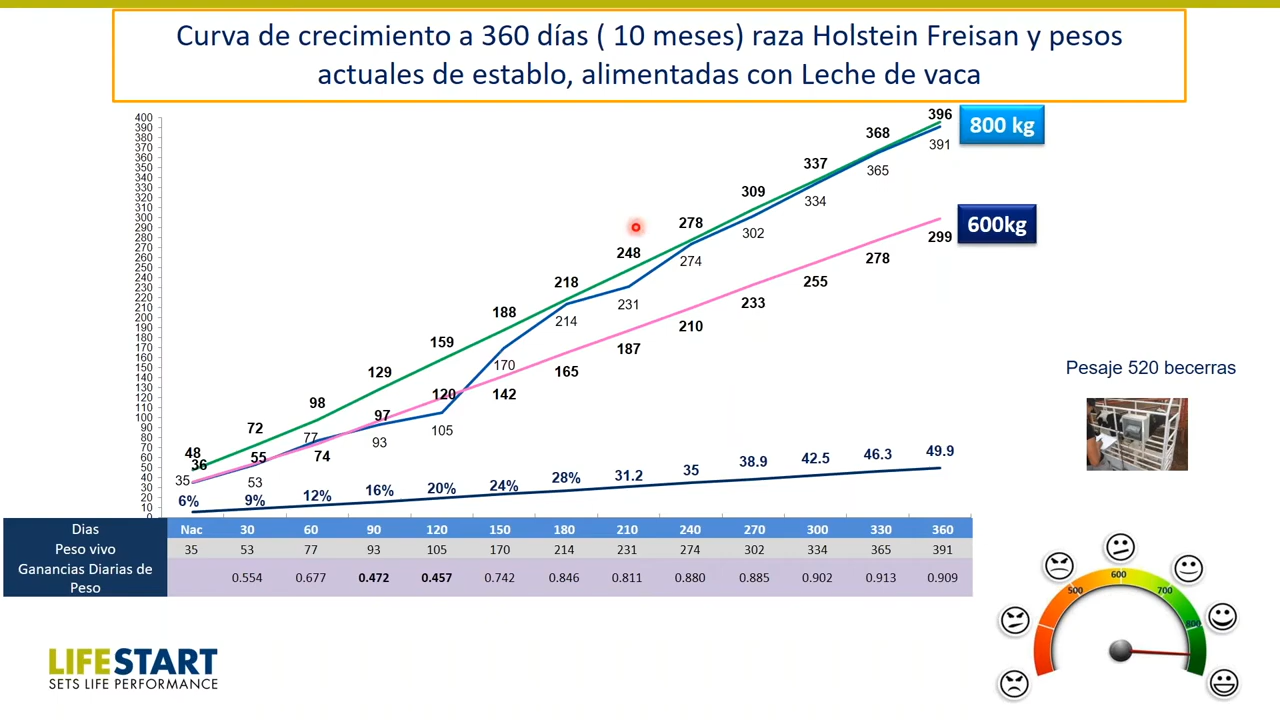 Curva de crecimiento a 360 días ( 10 meses) raza Holstein Freisan y pesos
actuales de establo, alimentadas con Leche de vaca
400
390
380
370
360
350
340
330
320
310
300
290
280
270
260
250
240
230
220
210
200
190
180
170
160
150
140
130
120
110
100
90
80
70
60
50
40
30
20
10
48 72 98 129 159 188 218 248 278 309 337 368 396
800 kg
35 53 77 93 105 170 214 231 274 302 334 365 391
36 55 74 97 120 142 165 187 210 233 255 278 299
600kg
6% 9% 12% 16% 20% 24% 28% 31.2 35 38.9 42.5 46.3 49.9
Pesaje 520 becerras
Dias Nac 30 60 90 120 150 180 210 240 270 300 330 360
Peso vivo 35 53 77 93 105 170 214 231 274 302 334 365 391
Ganancias Diarias de
Peso
0.554 0.677 0.472 0.457 0.742 0.846 0.811 0.880 0.885 0.902 0.913 0.909
500 600 700 800
LIFESTART
SETS LIFE PERFORMANCE